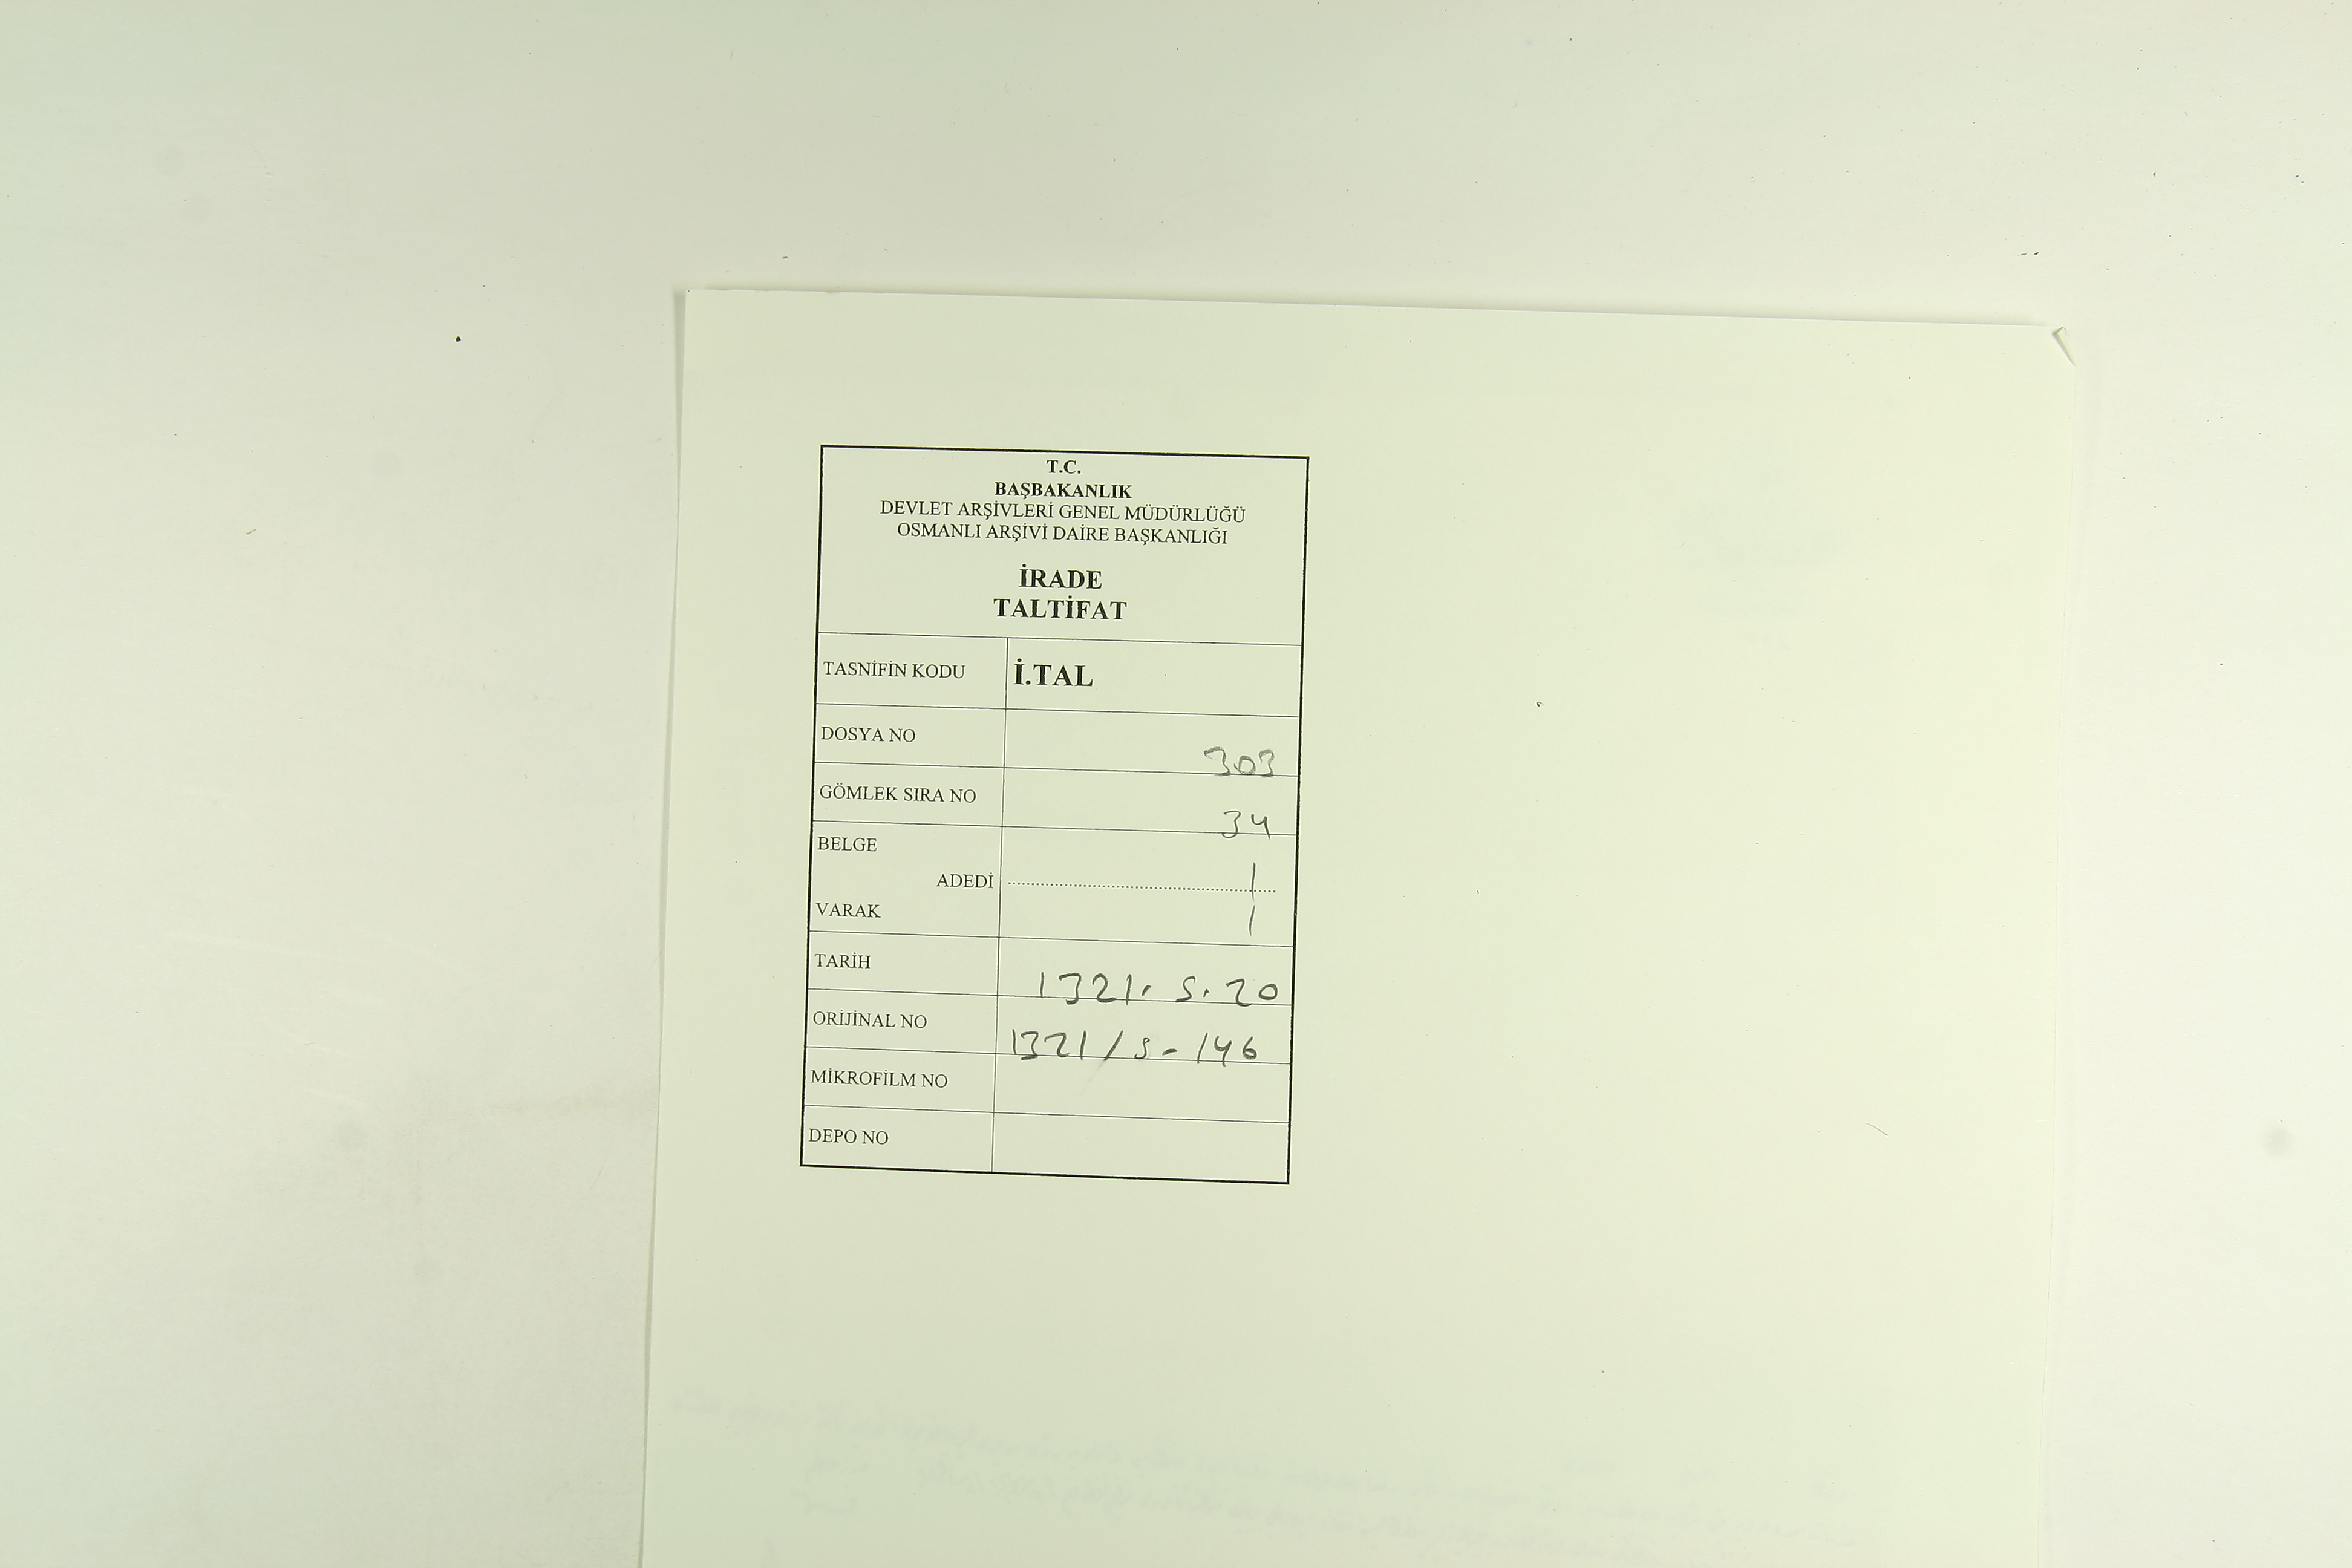 T.C.
BAŞBAKANLIK
DEVLET ARŞİVLERİ GENEL MÜDÜRLÜĞÜ
OSMANLI ARŞİVİ DAİRE BAŞKANLIĞI
İRADE
TALTİFAT
TASNİFİN KODU İ.TAL
DOSYA NO 303
GÖMLEK SIRA NO 34
BELGE 1
ADEDİ
VARAK 1
TARİH 1321. S. 20
ORİJİNAL NO 1321/S-146
MİKROFİLM NO
DEPO NO